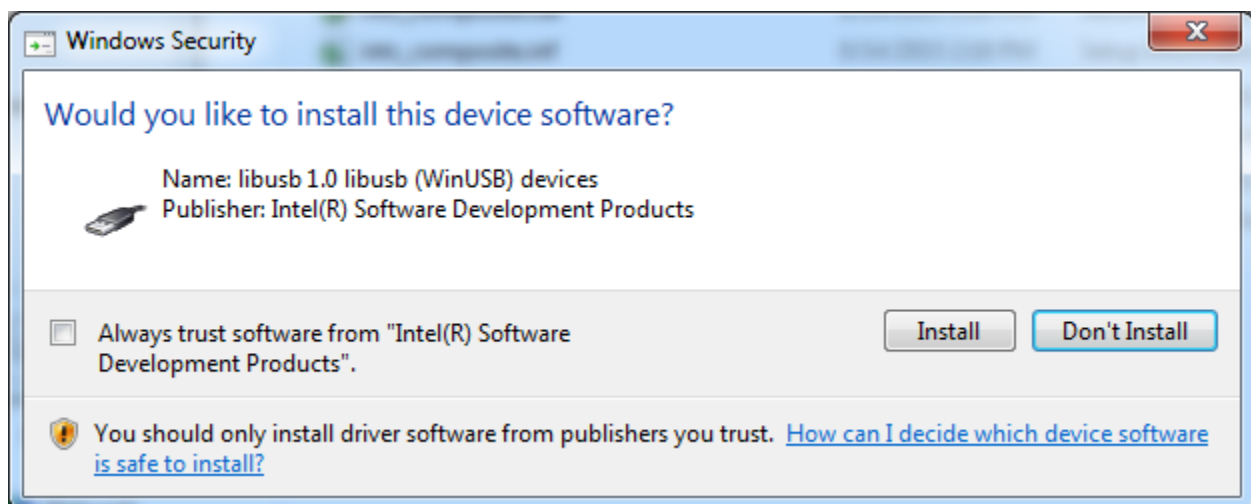 Windows Security
Would you like to install this device software?
Name: libusb 1.0 libusb (WinUSB) devices
Publisher: Intel(R) Software Development Products
Always trust software from "Intel(R) Software
Development Products".
Install
Don't Install
You should only install driver software from publishers you trust. How can I decide which device software
is safe to install?